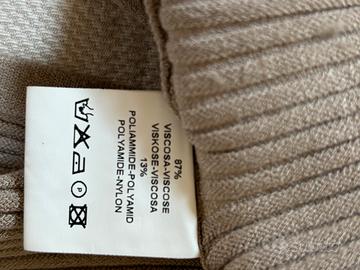 87%
VISCOSA-VISCOSE
VISKOSE-VISCOSA
13%
POLIAMMIDE-POLYAMID
POLYAMIDE-NYLON
P